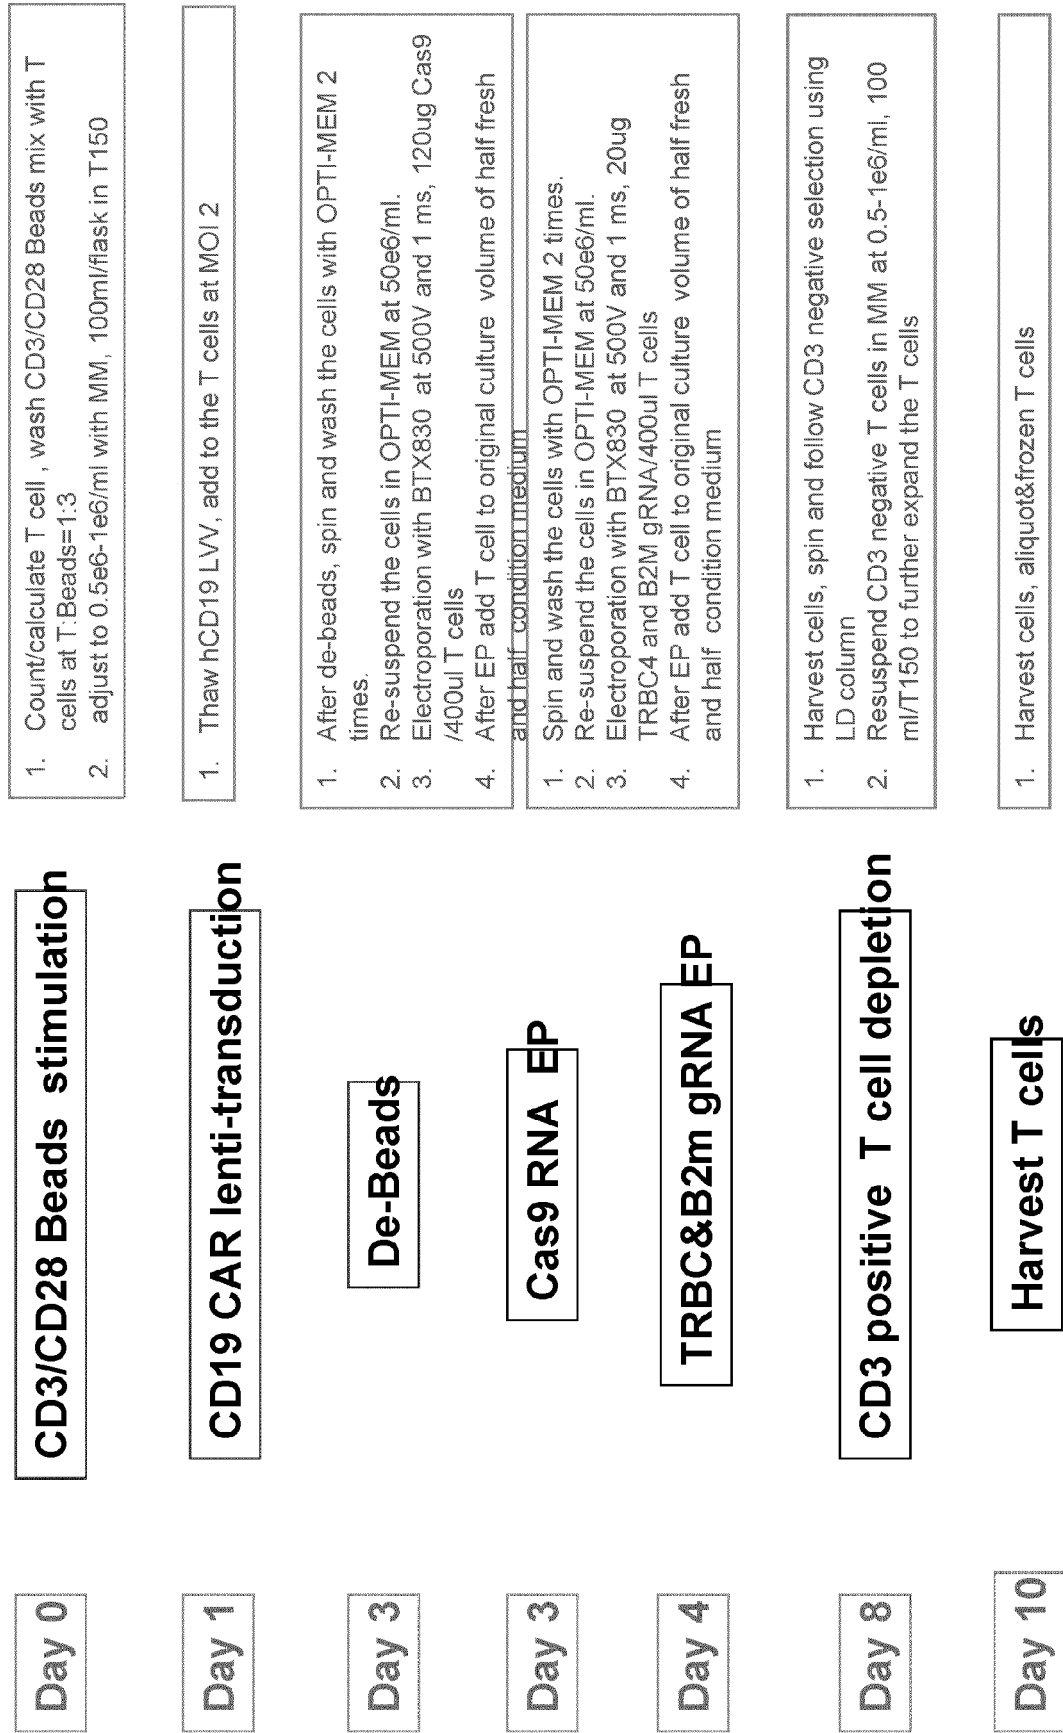 Day 0
CD3/CD28 Beads stimulation
1. Count/calculate T cell , wash CD3/CD28 Beads mix with T
cells at T:Beads=1:3
2. adjust to 0.5e6-1e6/ml with MM, 100ml/flask in T150
Day 1
CD19 CAR lenti-transduction
1. Thaw hCD19 LVV, add to the T cells at MOI 2
Day 3
De-Beads
1. After de-beads, spin and wash the cells with OPTI-MEM 2
times.
2. Re-suspend the cells in OPTI-MEM at 50e6/ml.
3. Electroporation with BTX830 at 500V and 1 ms, 120ug Cas9
/400ul T cells
4. After EP add T cell to original culture volume of half fresh
and half condition medium
Day 3
Cas9 RNA EP
1. Spin and wash the cells with OPTI-MEM 2 times.
2. Re-suspend the cells in OPTI-MEM at 50e6/ml.
3. Electroporation with BTX830 at 500V and 1 ms, 20ug
TRBC4 and B2M gRNA/400ul T cells
4. After EP add T cell to original culture volume of half fresh
and half condition medium
Day 4
TRBC&B2m gRNA EP
Day 8
CD3 positive T cell depletion
1. Harvest cells, spin and follow CD3 negative selection using
LD column
2. Resuspend CD3 negative T cells in MM at 0.5-1e6/ml, 100
ml/T150 to further expand the T cells
Day 10
Harvest T cells
1. Harvest cells, aliquot&frozen T cells